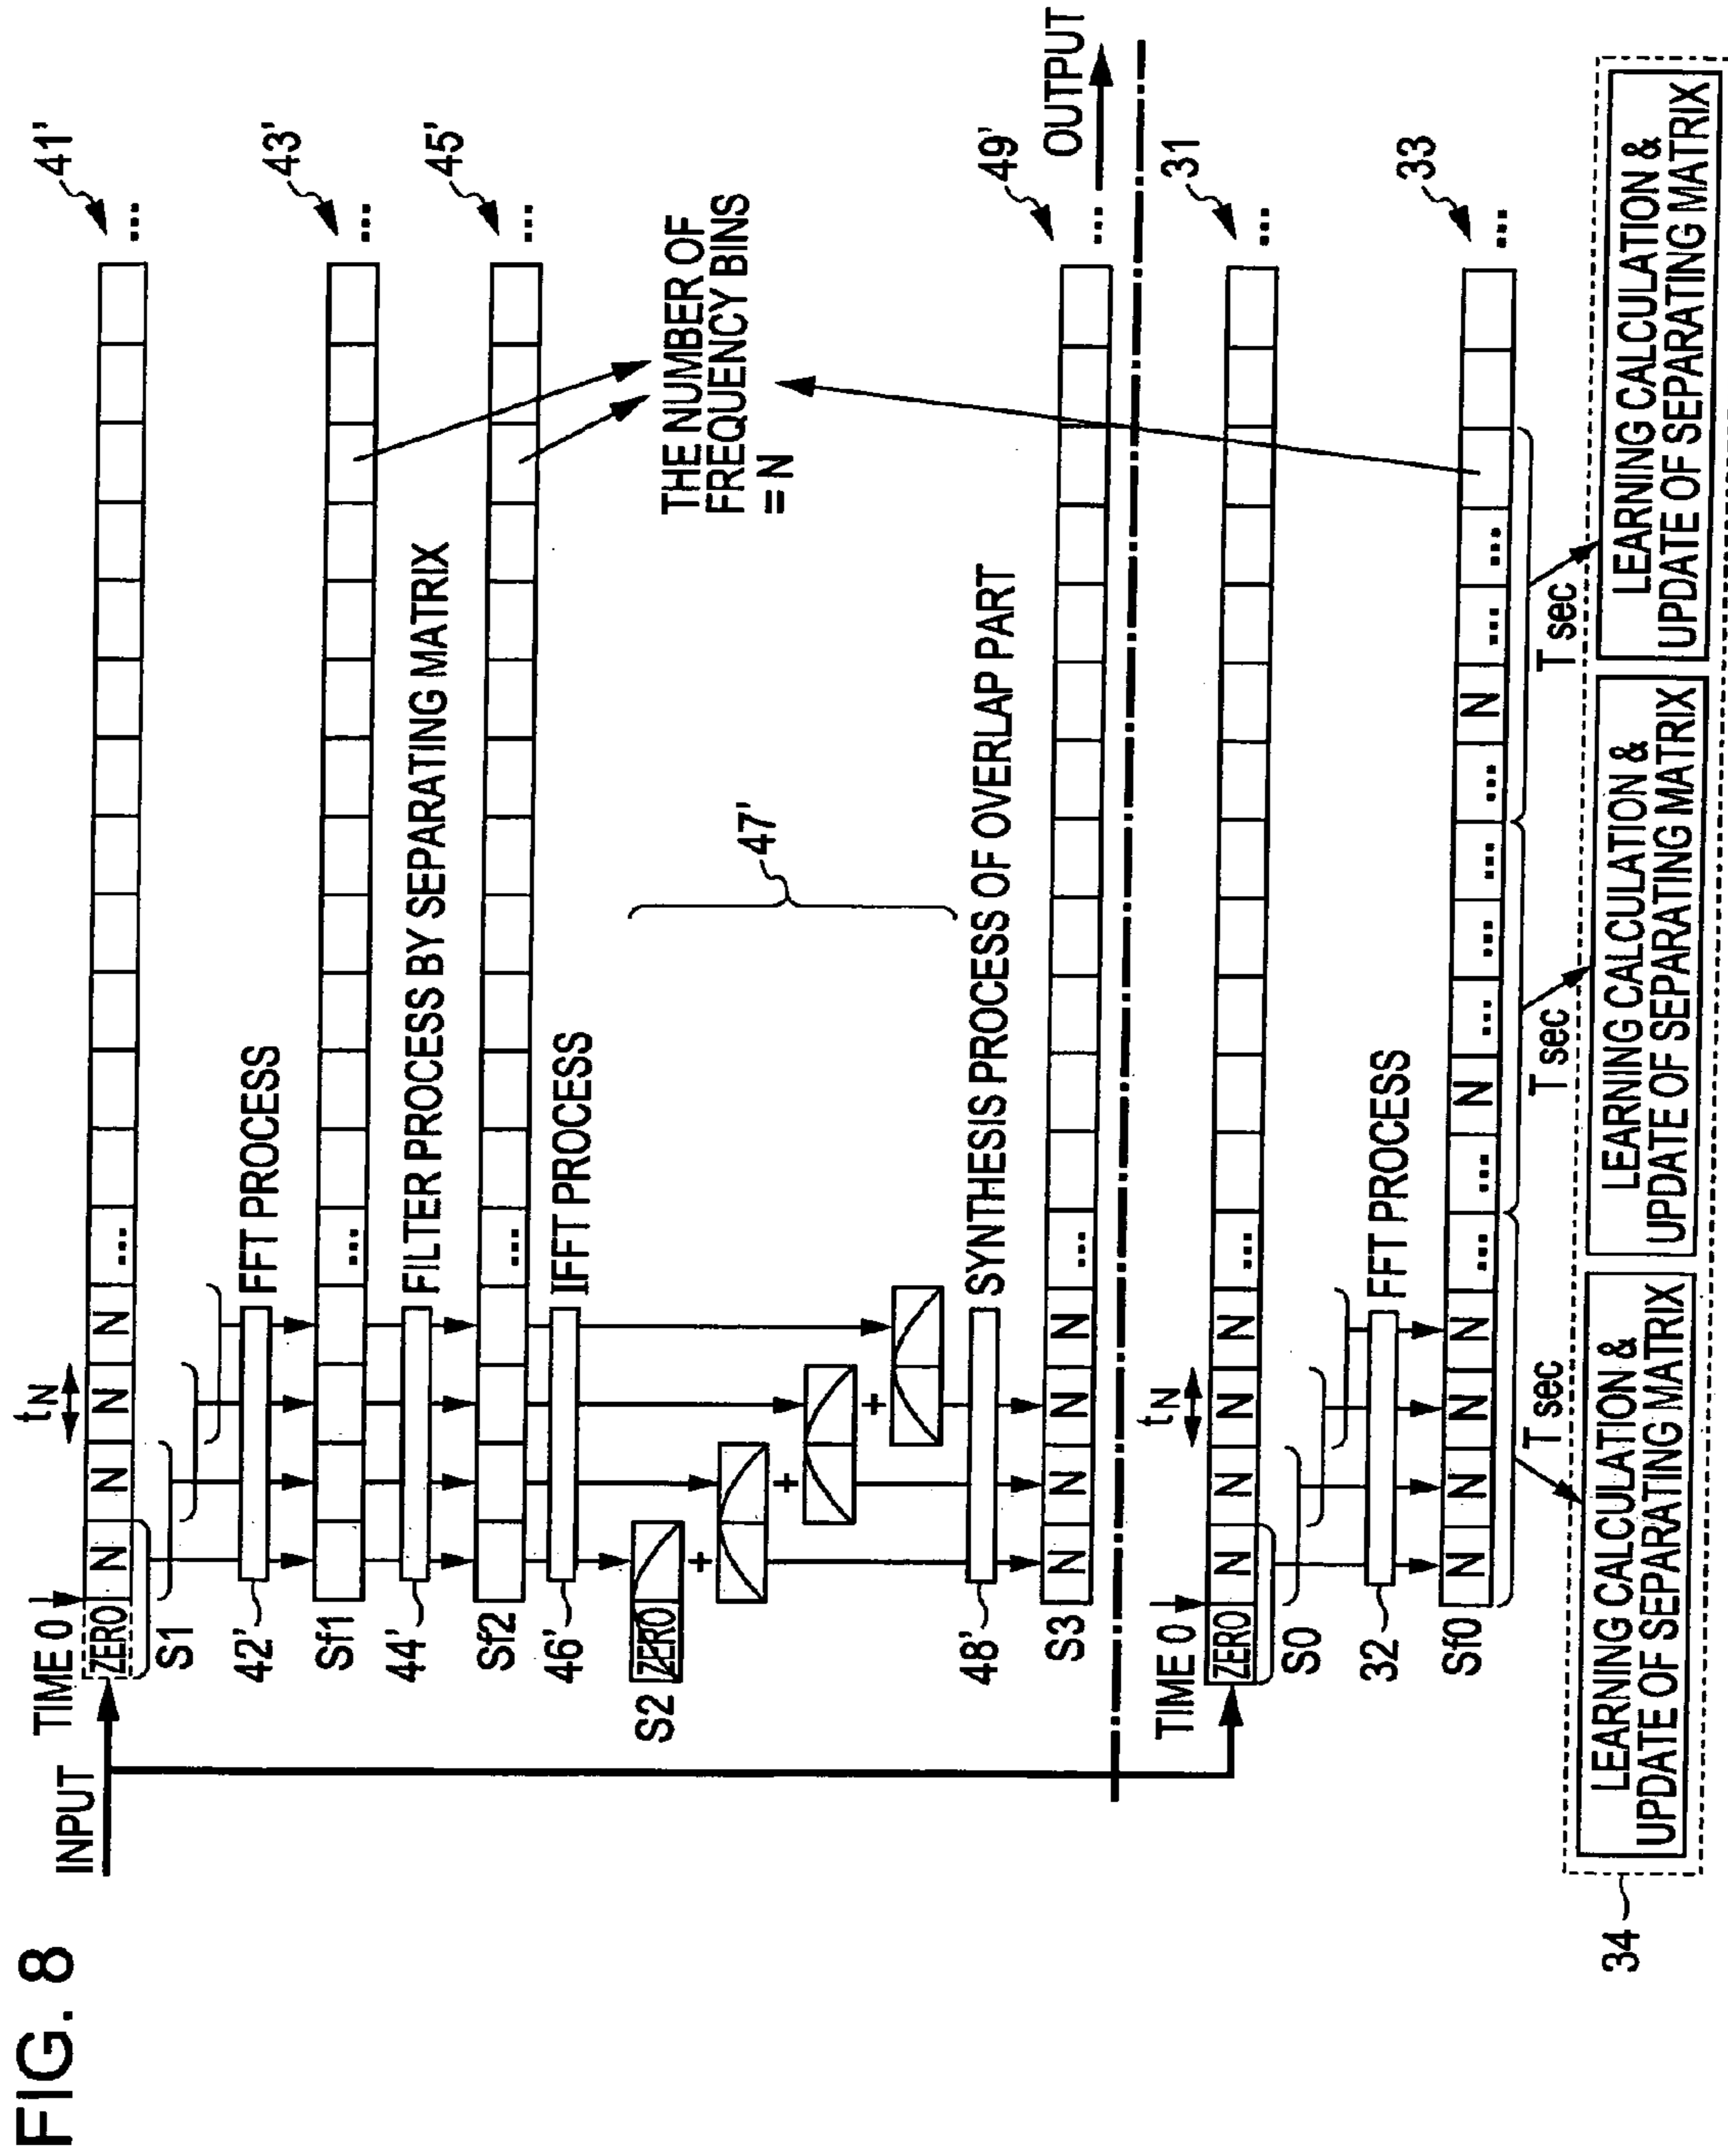 FIG. 8
INPUT
TIME 0
tN
ZERO N N N N ... ... 41'
S1
42' FFT PROCESS
Sf1 ... ... 43'
44' FILTER PROCESS BY SEPARATING MATRIX
Sf2 ... ... 45'
46' IFFT PROCESS
THE NUMBER OF
FREQUENCY BINS
= N
S2 ZERO
+
+
+
47'
48' SYNTHESIS PROCESS OF OVERLAP PART
S3 N N N N ... ... 49'
OUTPUT
TIME 0
tN
ZERO N N N N ... ... 31
S0
32 FFT PROCESS
Sf0 N N N N ... ... N ... ... ... ... N ... ... ... 33
T sec
T sec
T sec
34
LEARNING CALCULATION &
UPDATE OF SEPARATING MATRIX
LEARNING CALCULATION &
UPDATE OF SEPARATING MATRIX
LEARNING CALCULATION &
UPDATE OF SEPARATING MATRIX